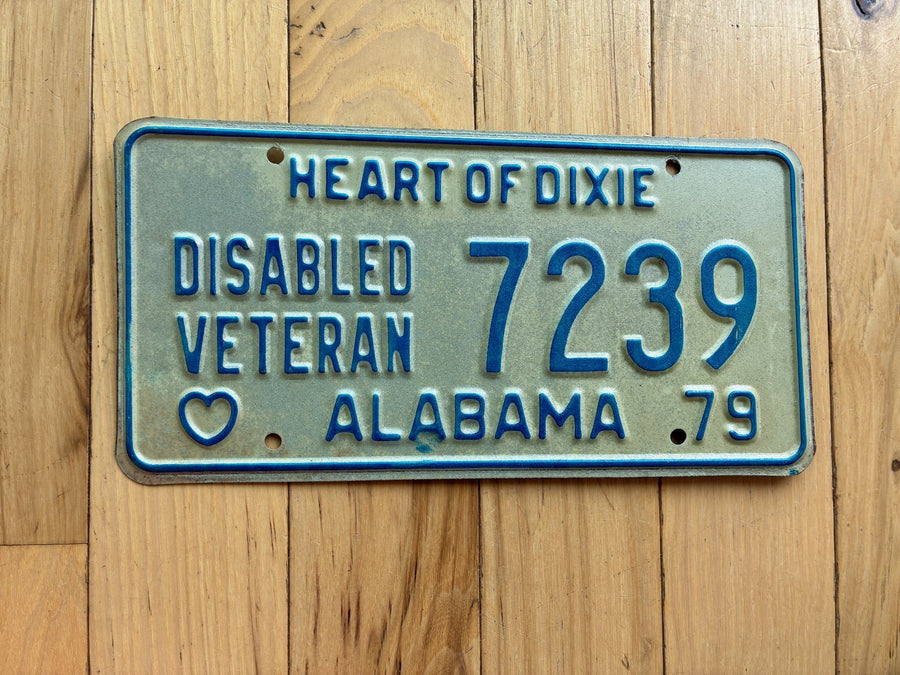 HEART OF DIXIE
DISABLED
VETERAN
7239
ALABAMA 79